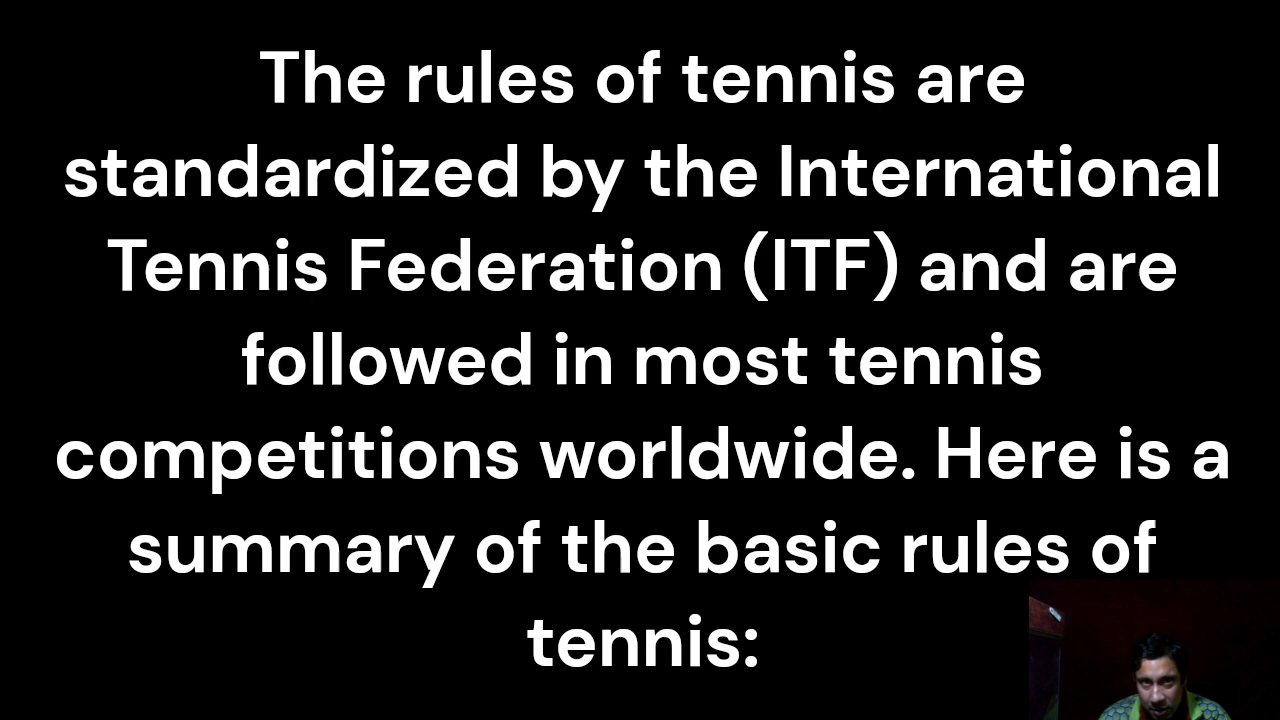 The rules of tennis are
standardized by the International
Tennis Federation (ITF) and are
followed in most tennis
competitions worldwide. Here is a
summary of the basic rules of
tennis: